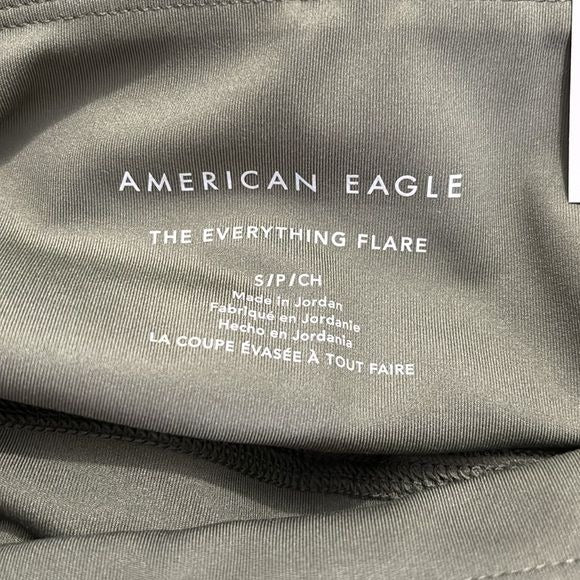 AMERICAN EAGLE
THE EVERYTHING FLARE
S/P/CH
Made in Jordan
Fabriqué en Jordanie
Hecho en Jordania
LA COUPE ÉVASÉE À TOUT FAIRE